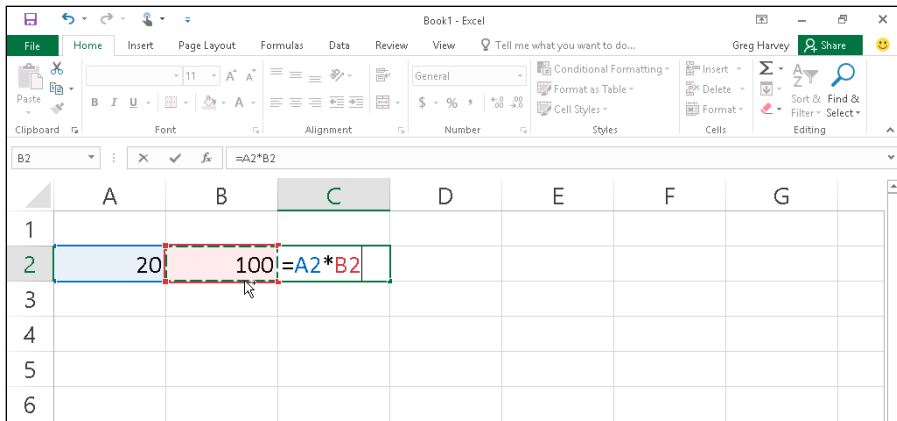 Book1 - Excel
File Home Insert Page Layout Formulas Data Review View Tell me what you want to do... Greg Harvey Share
11 A A General Conditional Formatting Insert Σ
Paste Format as Table Delete Sort & Find &
B I U A $ % , .00 Cell Styles Format Filter Select
Clipboard Font Alignment Number Styles Cells Editing
B2 fx =A2*B2
A B C D E F G
1
2 20 100 =A2*B2
3
4
5
6